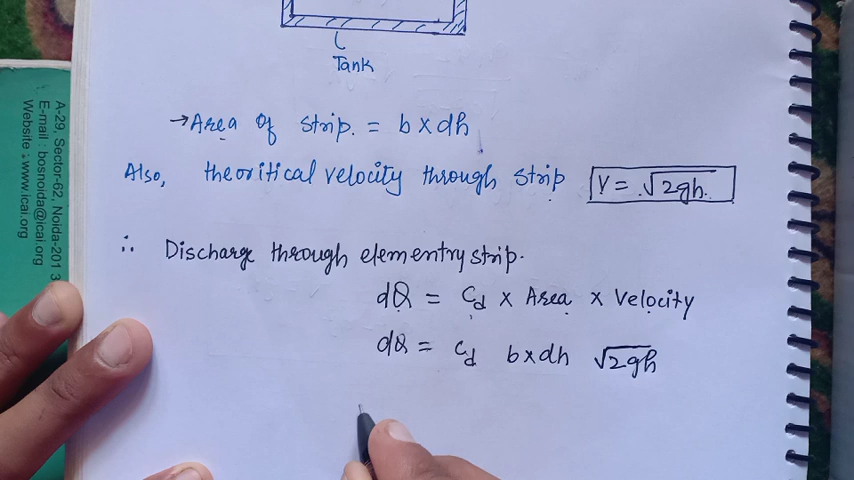 Tank
→ Area of strip. = b x dh
Also, theoritical velocity through strip V = √2gh.
∴ Discharge through elementry strip.
dQ = Cd x Area x Velocity
dQ = Cd b x dh √2gh
A-29, Sector-62, Noida-201 3
E-mail : bosnoida@icai.org
Website : www.icai.org